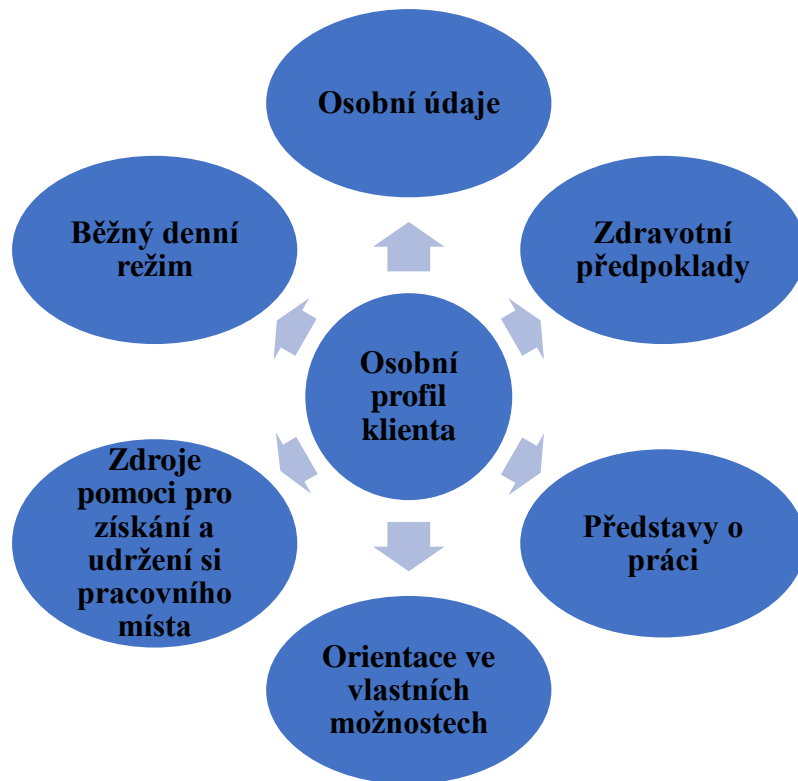 Osobní údaje
Zdravotní
předpoklady
Představy o
práci
Orientace ve
vlastních
možnostech
Zdroje
pomoci pro
získání a
udržení si
pracovního
místa
Běžný denní
režim
Osobní
profil
klienta